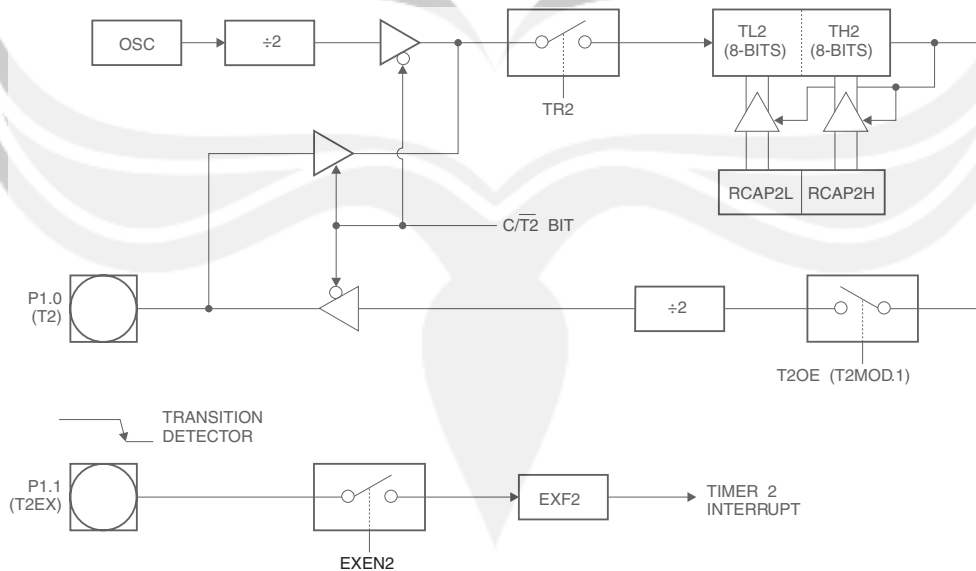 OSC
÷2
TR2
TL2
(8-BITS)
TH2
(8-BITS)
RCAP2L
RCAP2H
C/T2 BIT
P1.0
(T2)
÷2
T2OE (T2MOD.1)
TRANSITION
DETECTOR
P1.1
(T2EX)
EXEN2
EXF2
TIMER 2
INTERRUPT